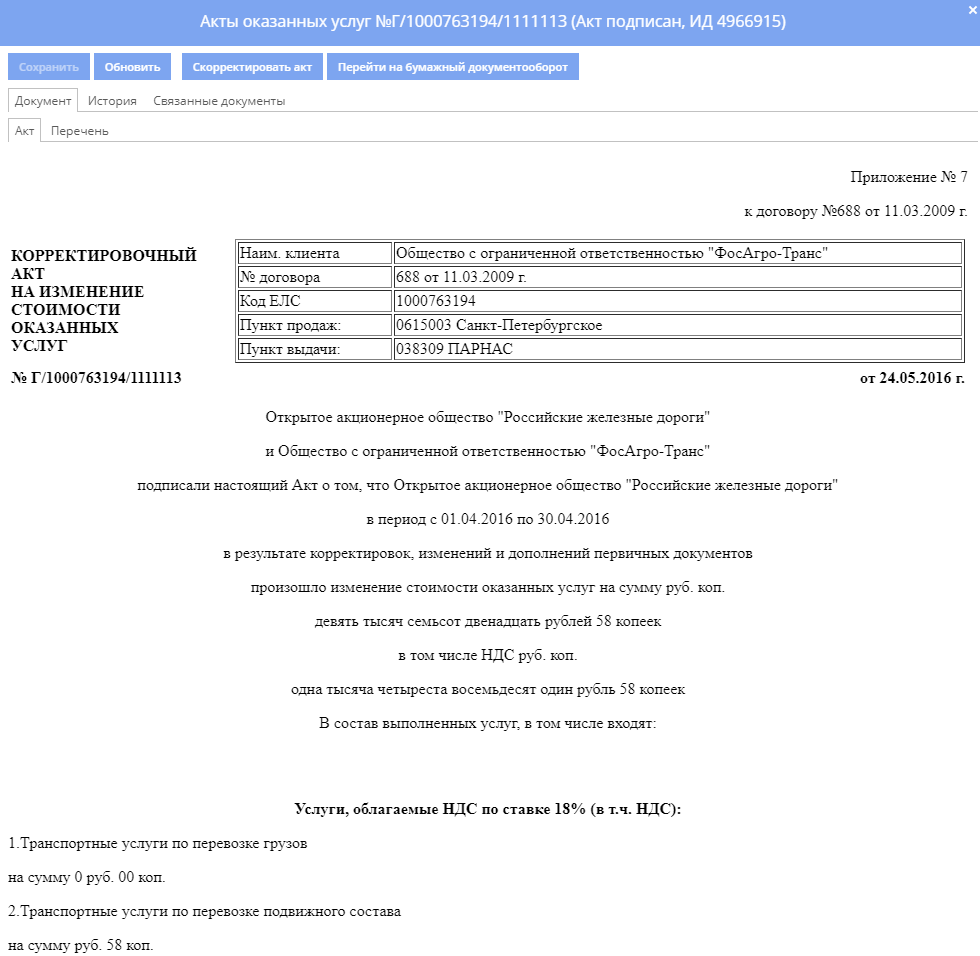 Акты оказанных услуг №Г/1000763194/1111113 (Акт подписан, ИД 4966915)
Сохранить Обновить Скорректировать акт Перейти на бумажный документооборот
Документ История Связанные документы
Акт Перечень
Приложение № 7
к договору №688 от 11.03.2009 г.
КОРРЕКТИРОВОЧНЫЙ
АКТ
НА ИЗМЕНЕНИЕ
СТОИМОСТИ
ОКАЗАННЫХ
УСЛУГ
Наим. клиента Общество с ограниченной ответственностью "ФосАгро-Транс"
№ договора 688 от 11.03.2009 г.
Код ЕЛС 1000763194
Пункт продаж: 0615003 Санкт-Петербургское
Пункт выдачи: 038309 ПАРНАС
№ Г/1000763194/1111113 от 24.05.2016 г.
Открытое акционерное общество "Российские железные дороги"
и Общество с ограниченной ответственностью "ФосАгро-Транс"
подписали настоящий Акт о том, что Открытое акционерное общество "Российские железные дороги"
в период с 01.04.2016 по 30.04.2016
в результате корректировок, изменений и дополнений первичных документов
произошло изменение стоимости оказанных услуг на сумму руб. коп.
девять тысяч семьсот двенадцать рублей 58 копеек
в том числе НДС руб. коп.
одна тысяча четыреста восемьдесят один рубль 58 копеек
В состав выполненных услуг, в том числе входят:
Услуги, облагаемые НДС по ставке 18% (в т.ч. НДС):
1.Транспортные услуги по перевозке грузов
на сумму 0 руб. 00 коп.
2.Транспортные услуги по перевозке подвижного состава
на сумму руб. 58 коп.